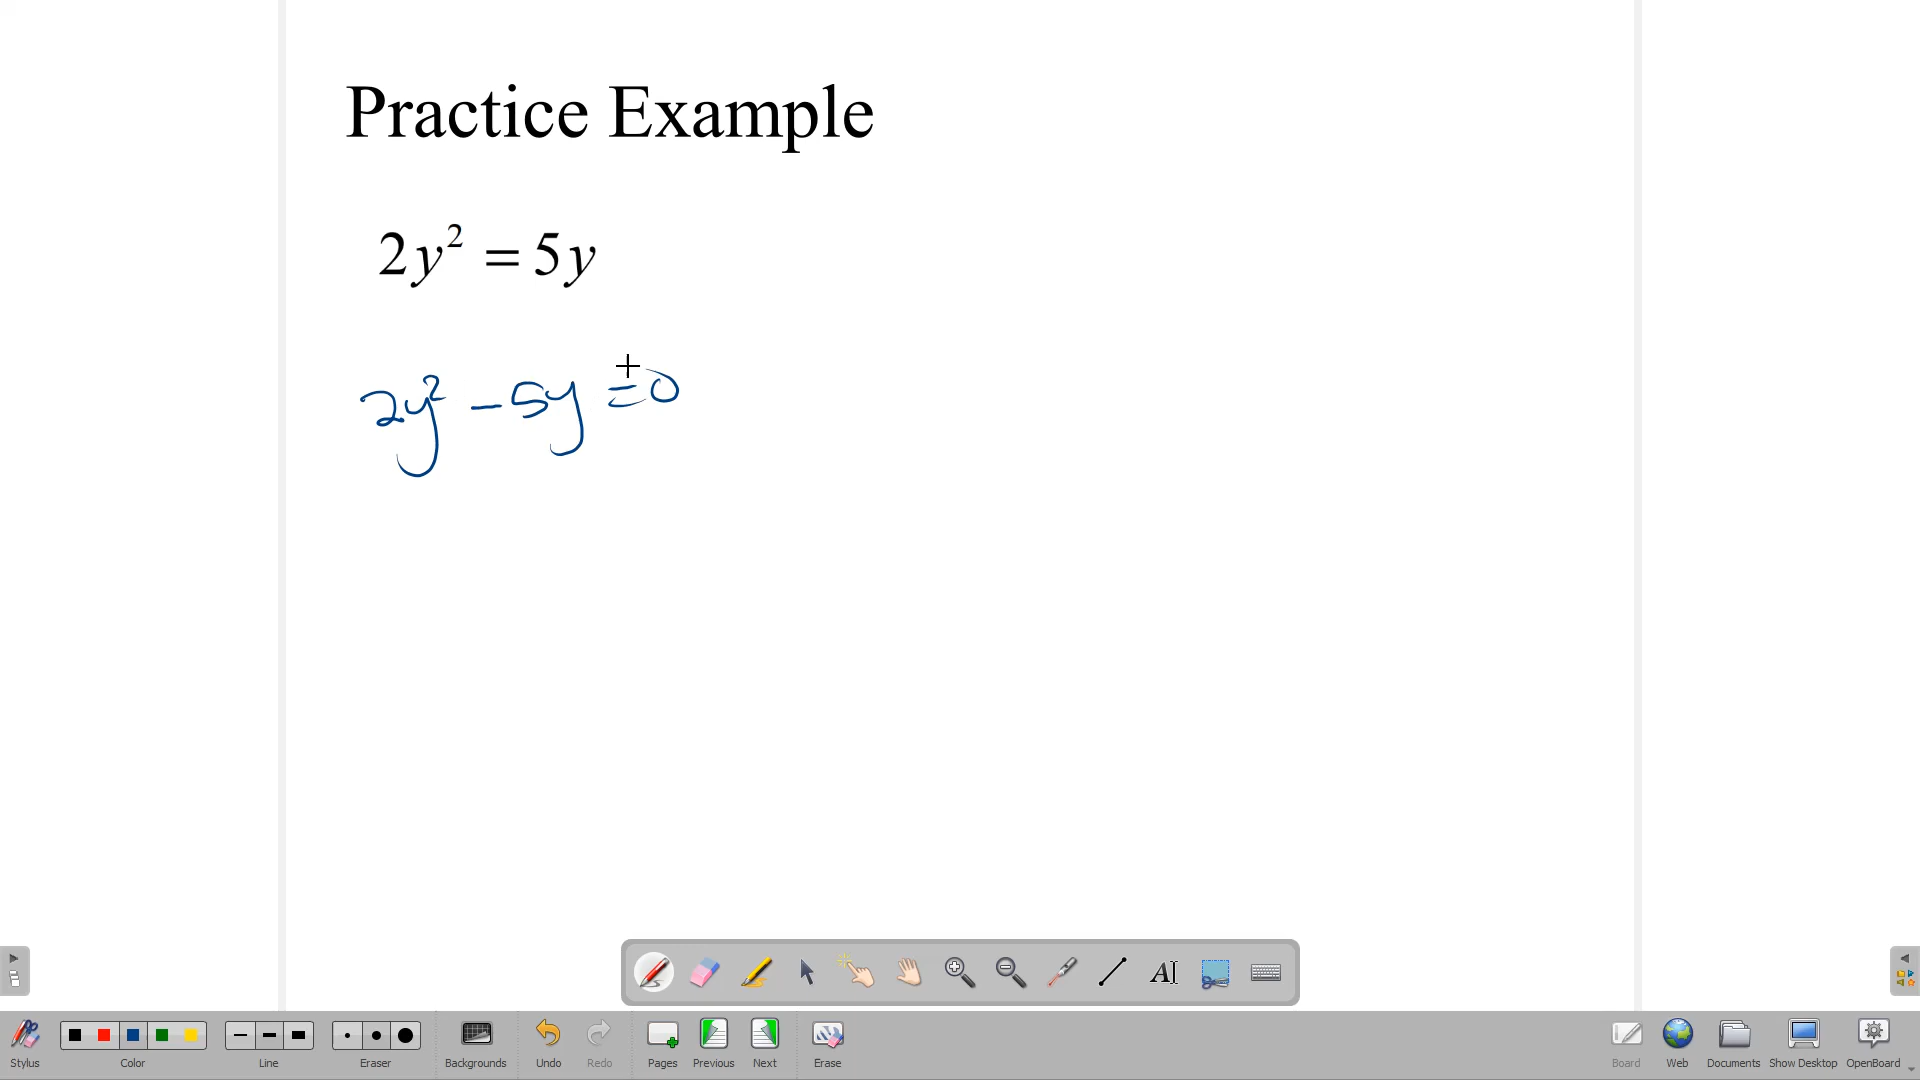 Practice Example
2y² = 5y
2y² - 5y = 0
Stylus Color Line Eraser Backgrounds Undo Redo Pages Previous Next Erase Board Web Documents Show Desktop OpenBoard